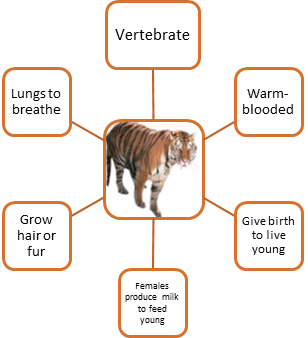 Vertebrate
Lungs to
breathe
Warm-
blooded
Grow
hair or
fur
Give birth
to live
young
Females
produce milk
to feed
young